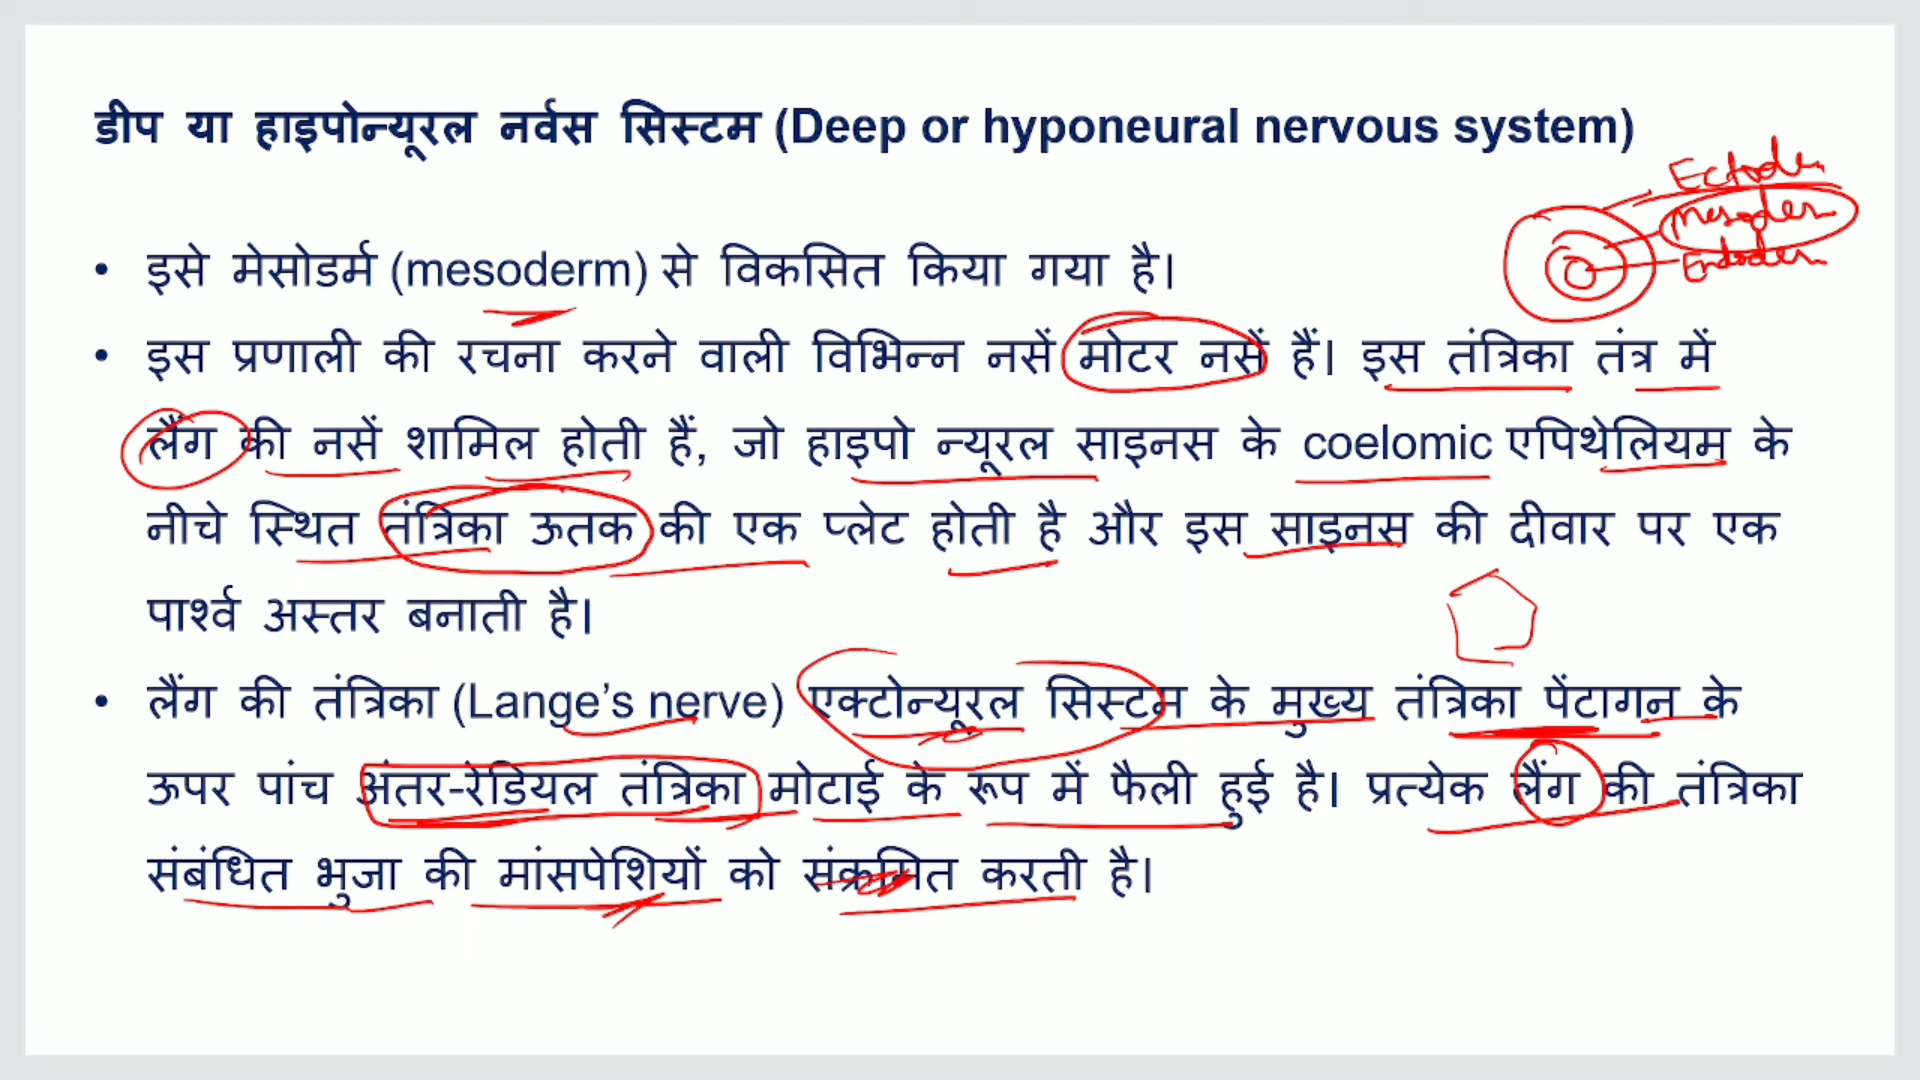 डीप या हाइपोन्यूरल नर्वस सिस्टम (Deep or hyponeural nervous system)
Ectoderm
mesoderm
Endoderm
• इसे मेसोडर्म (mesoderm) से विकसित किया गया है।
• इस प्रणाली की रचना करने वाली विभिन्न नसें मोटर नसें हैं। इस तंत्रिका तंत्र में
लैंग की नसें शामिल होती हैं, जो हाइपो न्यूरल साइनस के coelomic एपिथेलियम के
नीचे स्थित तंत्रिका ऊतक की एक प्लेट होती है और इस साइनस की दीवार पर एक
पार्श्व अस्तर बनाती है।
• लैंग की तंत्रिका (Lange’s nerve) एक्टोन्यूरल सिस्टम के मुख्य तंत्रिका पेंटागन के
ऊपर पांच अंतर-रेडियल तंत्रिका मोटाई के रूप में फैली हुई है। प्रत्येक लैंग की तंत्रिका
संबंधित भुजा की मांसपेशियों को संक्रमित करती है।